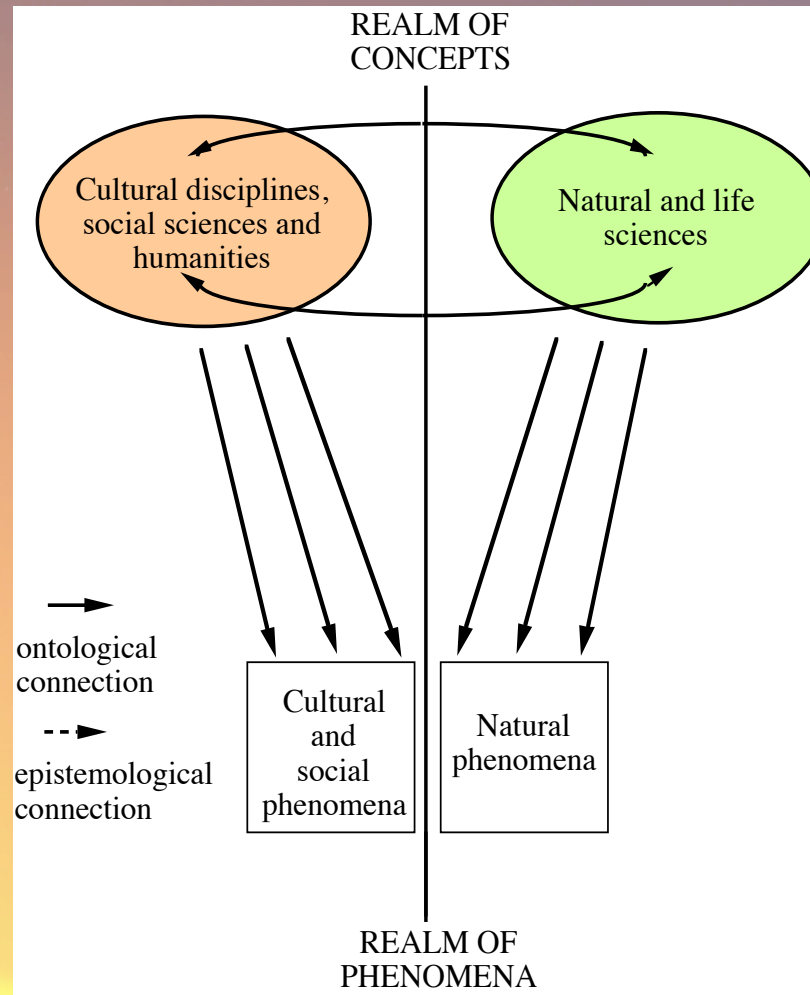 REALM OF
CONCEPTS
Cultural disciplines,
social sciences and
humanities
Natural and life
sciences
ontological
connection
epistemological
connection
Cultural
and
social
phenomena
Natural
phenomena
REALM OF
PHENOMENA